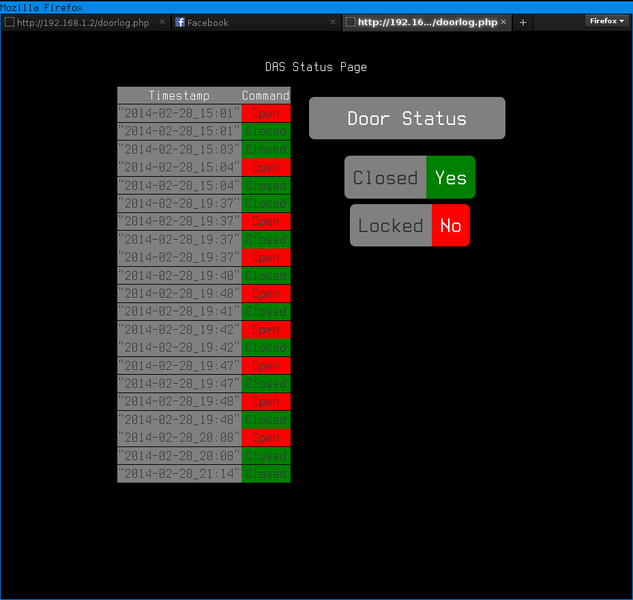 Mozilla Firefox
http://192.168.1.2/doorlog.php × Facebook × http://192.16.../doorlog.php × + Firefox
DAS Status Page
Timestamp Command
"2014-02-28_15:01" Open
"2014-02-28_15:01" Closed
"2014-02-28_15:03" Closed
"2014-02-28_15:04" Open
"2014-02-28_15:04" Closed
"2014-02-28_19:37" Closed
"2014-02-28_19:37" Open
"2014-02-28_19:37" Closed
"2014-02-28_19:37" Open
"2014-02-28_19:40" Closed
"2014-02-28_19:40" Open
"2014-02-28_19:41" Closed
"2014-02-28_19:42" Open
"2014-02-28_19:42" Closed
"2014-02-28_19:47" Open
"2014-02-28_19:47" Closed
"2014-02-28_19:48" Open
"2014-02-28_19:48" Closed
"2014-02-28_20:08" Open
"2014-02-28_20:08" Closed
"2014-02-28_21:14" Closed
Door Status
Closed Yes
Locked No